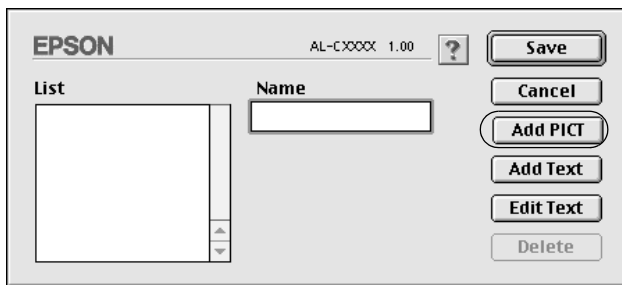 EPSON
AL-CXXXX 1.00
?
Save
List
Name
Cancel
Add PICT
Add Text
Edit Text
Delete